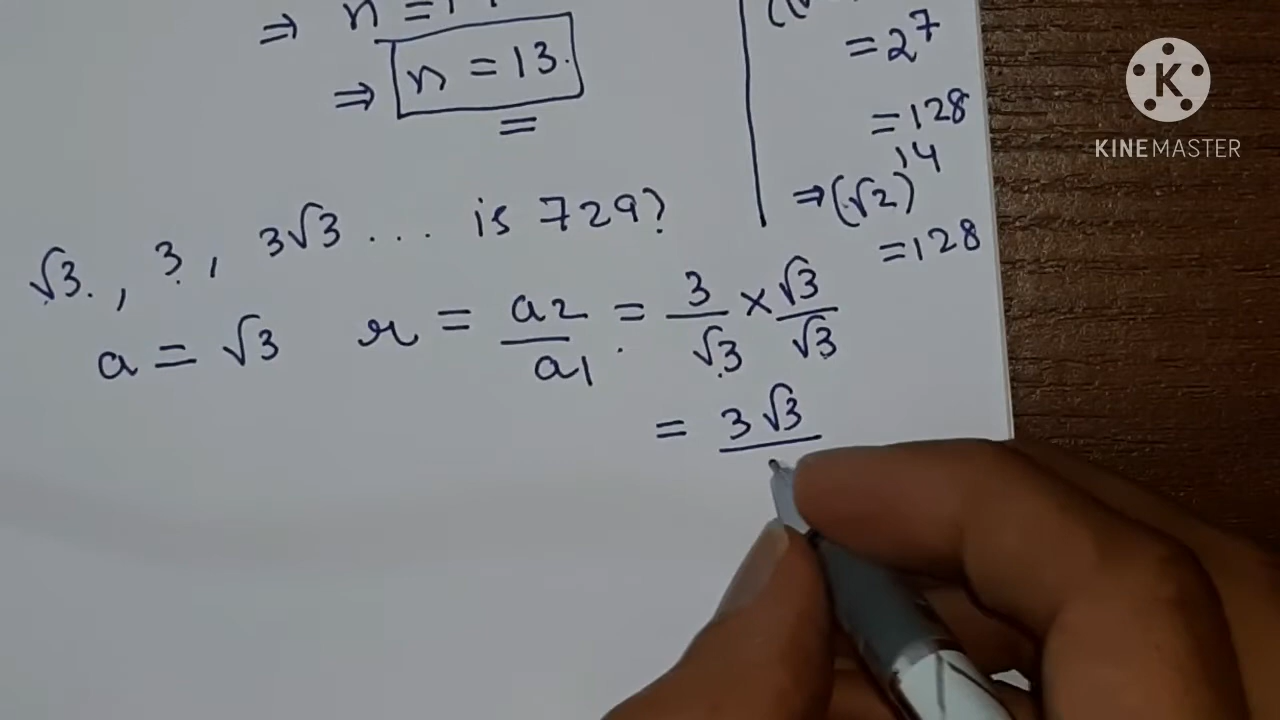 ⇒ n = 1
⇒ n = 13.
=
= 2^7
= 128
⇒ (√2)^14
= 128
√3 , 3 , 3√3 ... is 729?
a = √3 r = a2/a1 = 3/√3 × √3/√3
= 3√3
K
KINEMASTER